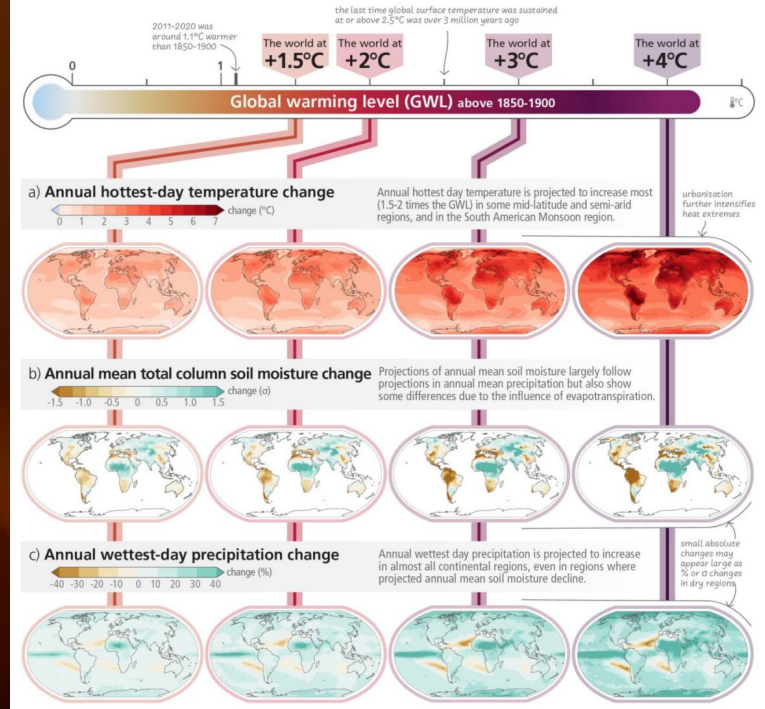 the last time global surface temperature was sustained
at or above 2.5°C was over 3 million years ago
2011-2020 was
around 1.1°C warmer
than 1850-1900
The world at
+1.5°C
The world at
+2°C
The world at
+3°C
The world at
+4°C
0
1
Global warming level (GWL) above 1850-1900
°C
a) Annual hottest-day temperature change
Annual hottest day temperature is projected to increase most
(1.5-2 times the GWL) in some mid-latitude and semi-arid
regions, and in the South American Monsoon region.
urbanisation
further intensifies
heat extremes
change (°C)
0 1 2 3 4 5 6 7
b) Annual mean total column soil moisture change
Projections of annual mean soil moisture largely follow
projections in annual mean precipitation but also show
some differences due to the influence of evapotranspiration.
change (σ)
-1.5 -1.0 -0.5 0 0.5 1.0 1.5
c) Annual wettest-day precipitation change
Annual wettest day precipitation is projected to increase
in almost all continental regions, even in regions where
projected annual mean soil moisture decline.
small absolute
changes may
appear large as
% or σ changes
in dry regions
change (%)
-40 -30 -20 -10 0 10 20 30 40